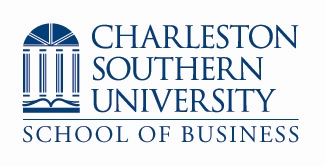 CHARLESTON
SOUTHERN
UNIVERSITY
SCHOOL OF BUSINESS